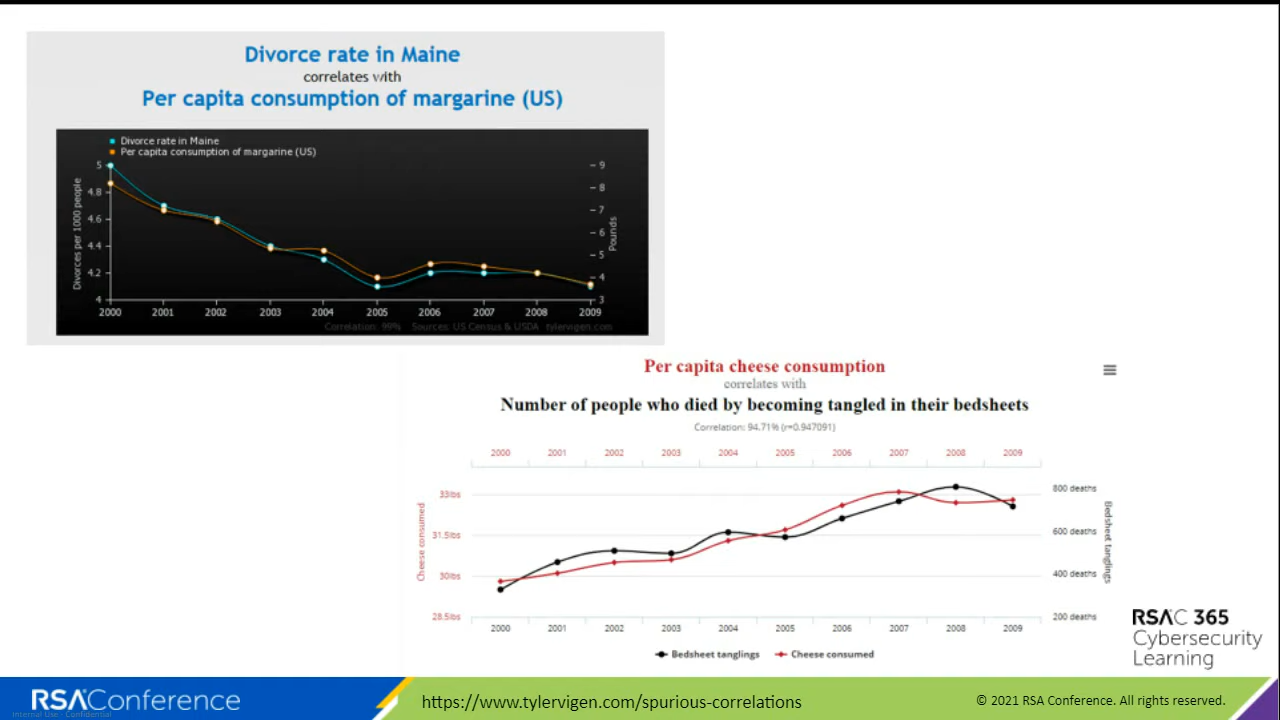 Divorce rate in Maine
correlates with
Per capita consumption of margarine (US)
Divorce rate in Maine
Per capita consumption of margarine (US)
Divorces per 1000 people
5
4.8
4.6
4.4
4.2
4
9
8
7
6
5
4
3
Pounds
2000 2001 2002 2003 2004 2005 2006 2007 2008 2009
Correlation: 99% Sources: US Census & USDA tylervigen.com
Per capita cheese consumption
correlates with
Number of people who died by becoming tangled in their bedsheets
Correlation: 94.71% (r=0.947091)
2000 2001 2002 2003 2004 2005 2006 2007 2008 2009
Cheese consumed
33lbs
31.5lbs
30lbs
28.5lbs
800 deaths
600 deaths
400 deaths
200 deaths
Bedsheet tanglings
2000 2001 2002 2003 2004 2005 2006 2007 2008 2009
Bedsheet tanglings Cheese consumed
RSAC 365
Cybersecurity
Learning
RSAConference
Internal Use - Confidential
https://www.tylervigen.com/spurious-correlations
© 2021 RSA Conference. All rights reserved.